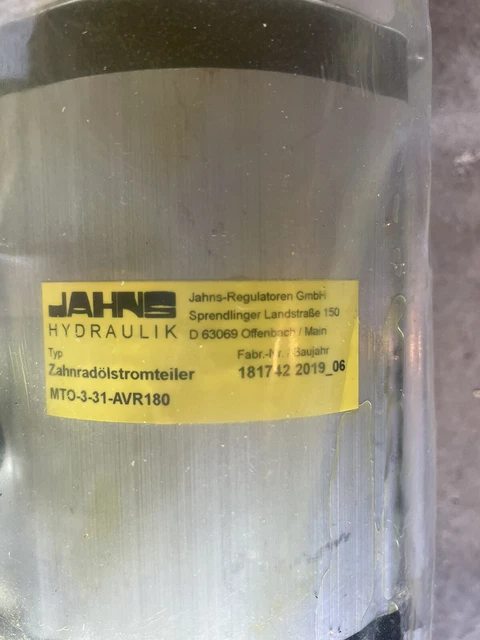 JAHNS
HYDRAULIK
Jahns-Regulatoren GmbH
Sprendlinger Landstraße 150
D 63069 Offenbach / Main
Typ
Fabr.-Nr. / Baujahr
Zahnradölstromteiler
181742 2019_06
MTO-3-31-AVR180